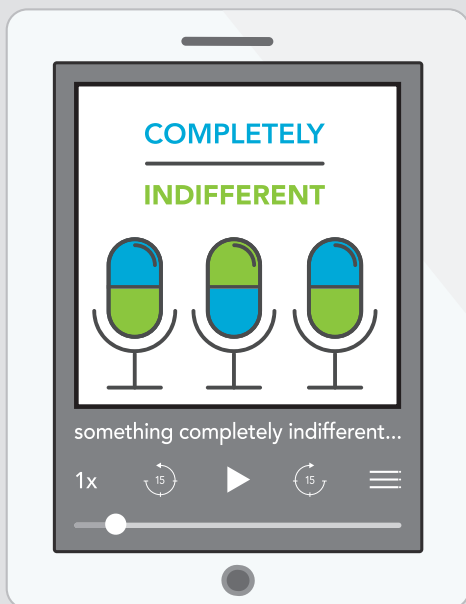 COMPLETELY
INDIFFERENT
something completely indifferent...
1x 15 15